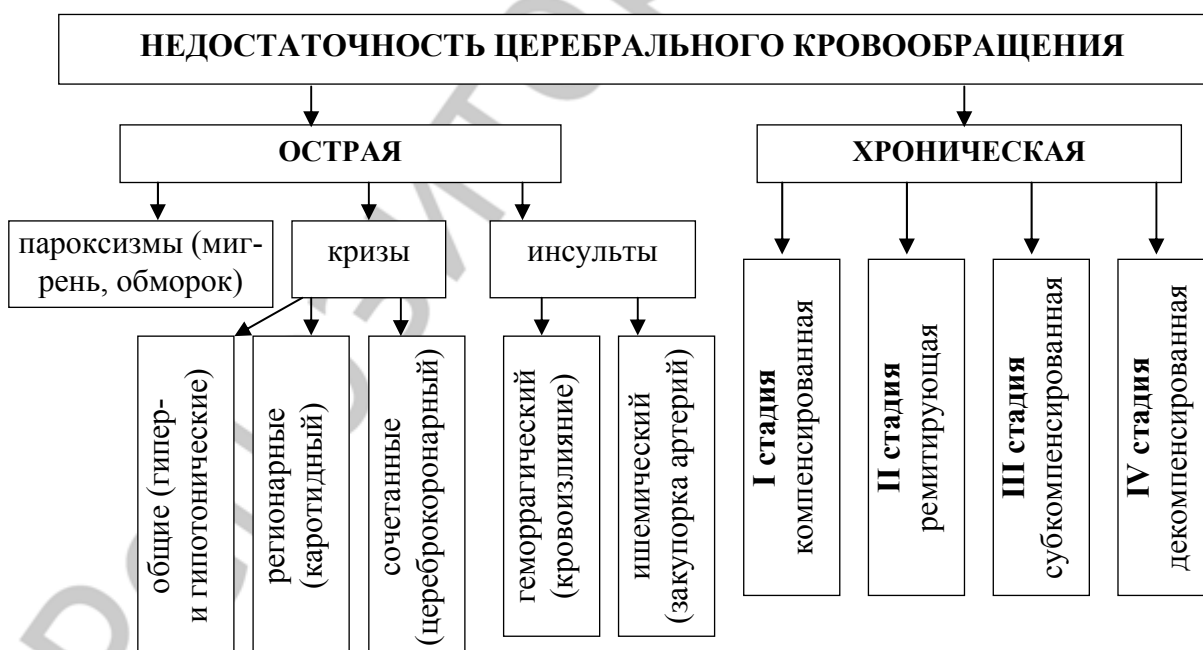 НЕДОСТАТОЧНОСТЬ ЦЕРЕБРАЛЬНОГО КРОВООБРАЩЕНИЯ
ОСТРАЯ
ХРОНИЧЕСКАЯ
пароксизмы (миг-
рень, обморок)
кризы
инсульты
общие (гипер-
и гипотонические)
регионарные
(каротидный)
сочетанные
(цереброкоронарный)
геморрагический
(кровоизлияние)
ишемический
(закупорка артерий)
I стадия
компенсированная
II стадия
ремитирующая
III стадия
субкомпенсированная
IV стадия
декомпенсированная